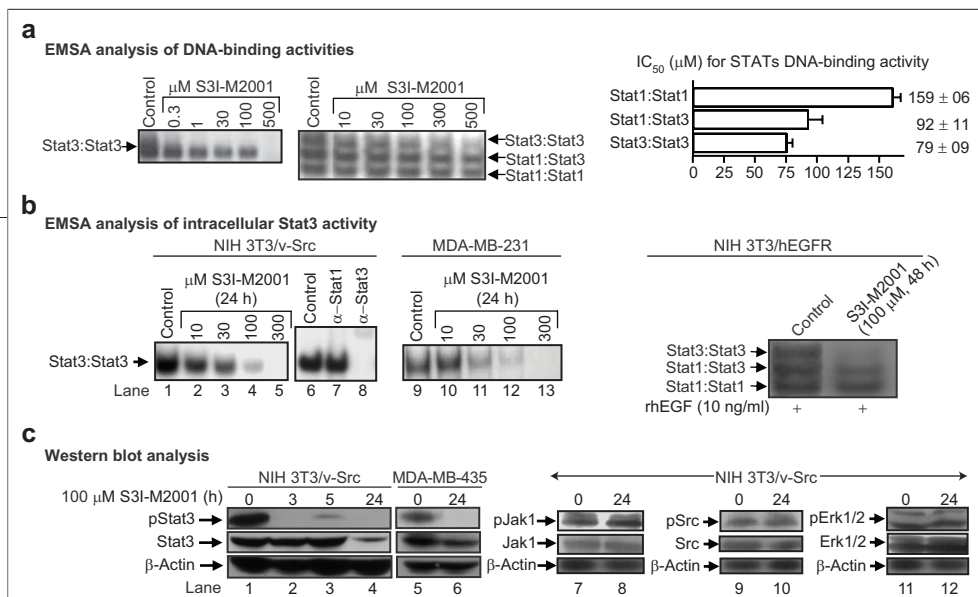 a
EMSA analysis of DNA-binding activities
Control
μM S3I-M2001
0.3 1 30 100 500
Stat3:Stat3
Control
μM S3I-M2001
10 30 100 300 500
Stat3:Stat3
Stat1:Stat3
Stat1:Stat1
IC50 (μM) for STATs DNA-binding activity
Stat1:Stat1 159 ± 06
Stat1:Stat3 92 ± 11
Stat3:Stat3 79 ± 09
0 25 50 75 100 125 150
b
EMSA analysis of intracellular Stat3 activity
NIH 3T3/v-Src
Control
μM S3I-M2001
(24 h)
10 30 100 300
Control
α–Stat1
α–Stat3
Stat3:Stat3
Lane 1 2 3 4 5 6 7 8
MDA-MB-231
Control
μM S3I-M2001
(24 h)
10 30 100 300
9 10 11 12 13
NIH 3T3/hEGFR
Control
S3I-M2001
(100 μM, 48 h)
Stat3:Stat3
Stat1:Stat3
Stat1:Stat1
rhEGF (10 ng/ml) + +
c
Western blot analysis
NIH 3T3/v-Src MDA-MB-435
100 μM S3I-M2001 (h) 0 3 5 24 0 24
pStat3
Stat3
β-Actin
Lane 1 2 3 4 5 6
NIH 3T3/v-Src
0 24
pJak1
Jak1
β-Actin
7 8
0 24
pSrc
Src
β-Actin
9 10
0 24
pErk1/2
Erk1/2
β-Actin
11 12